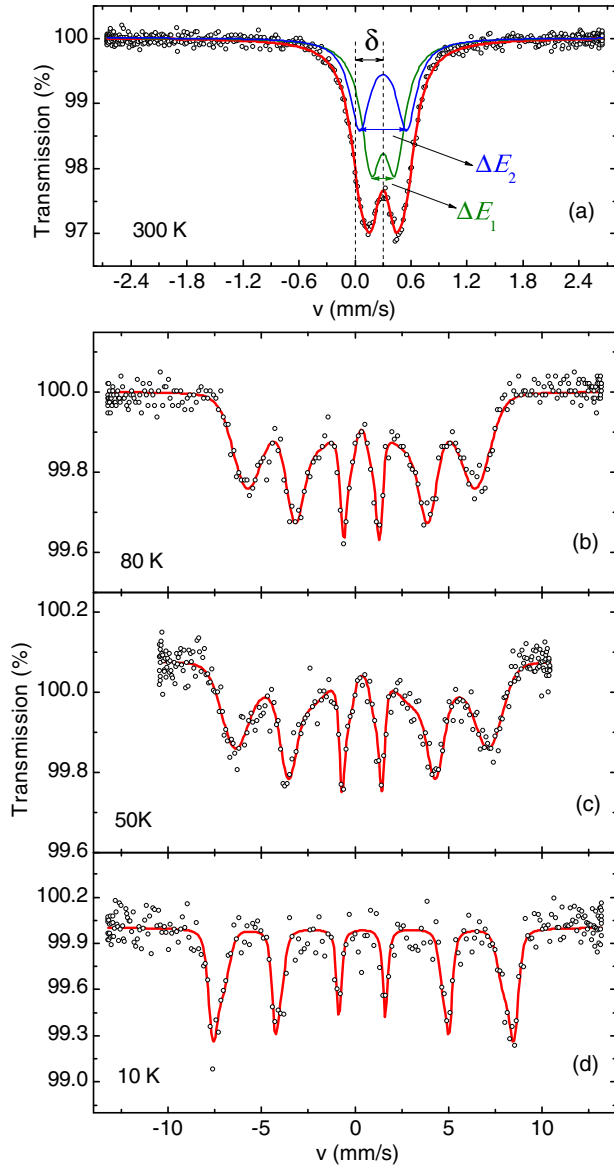 100
99
98
97
Transmission (%)
δ
ΔE₂
ΔE₁
300 K
(a)
-2.4 -1.8 -1.2 -0.6 0.0 0.6 1.2 1.8 2.4
v (mm/s)
100.0
99.8
99.6
80 K
(b)
100.2
100.0
99.8
99.6
Transmission (%)
50K
(c)
100.2
99.9
99.6
99.3
99.0
10 K
(d)
-10 -5 0 5 10
v (mm/s)